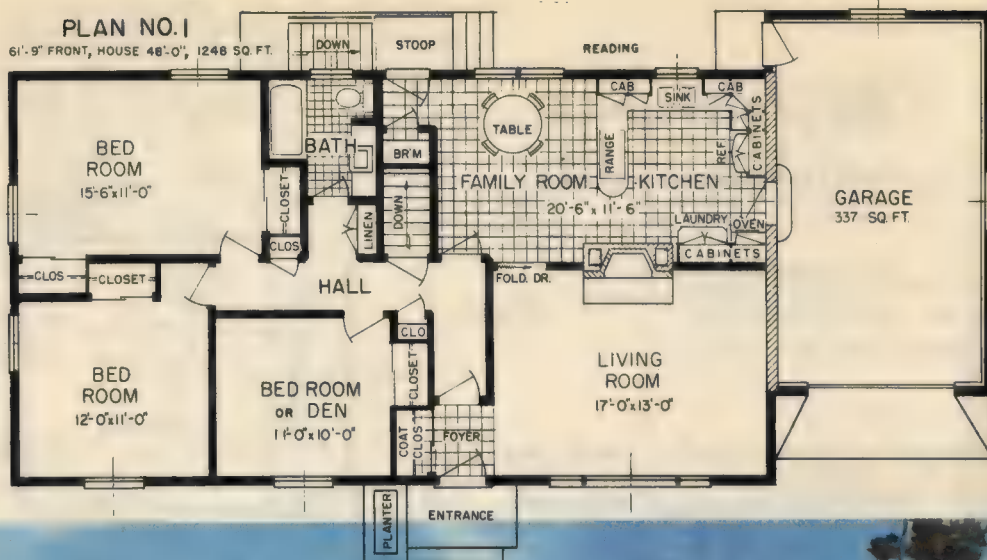 PLAN NO. 1
61'-9" FRONT, HOUSE 48'-0", 1248 SQ. FT.
DOWN
STOOP
READING
BED
ROOM
15'-6"x11'-0"
BATH
CLOSET
CLOS
LINEN
BR'M
DOWN
TABLE
CAB
SINK
CAB
CABINETS
REF.
RANGE
FAMILY ROOM
KITCHEN
20'-6" x 11'-6"
LAUNDRY
OVEN
CABINETS
GARAGE
337 SQ. FT.
CLOS
CLOSET
HALL
FOLD. DR.
BED
ROOM
12'-0"x11'-0"
BED ROOM
OR DEN
11'-0"x10'-0"
CLO
CLOSET
COAT
CLOS
FOYER
LIVING
ROOM
17'-0"x13'-0"
PLANTER
ENTRANCE